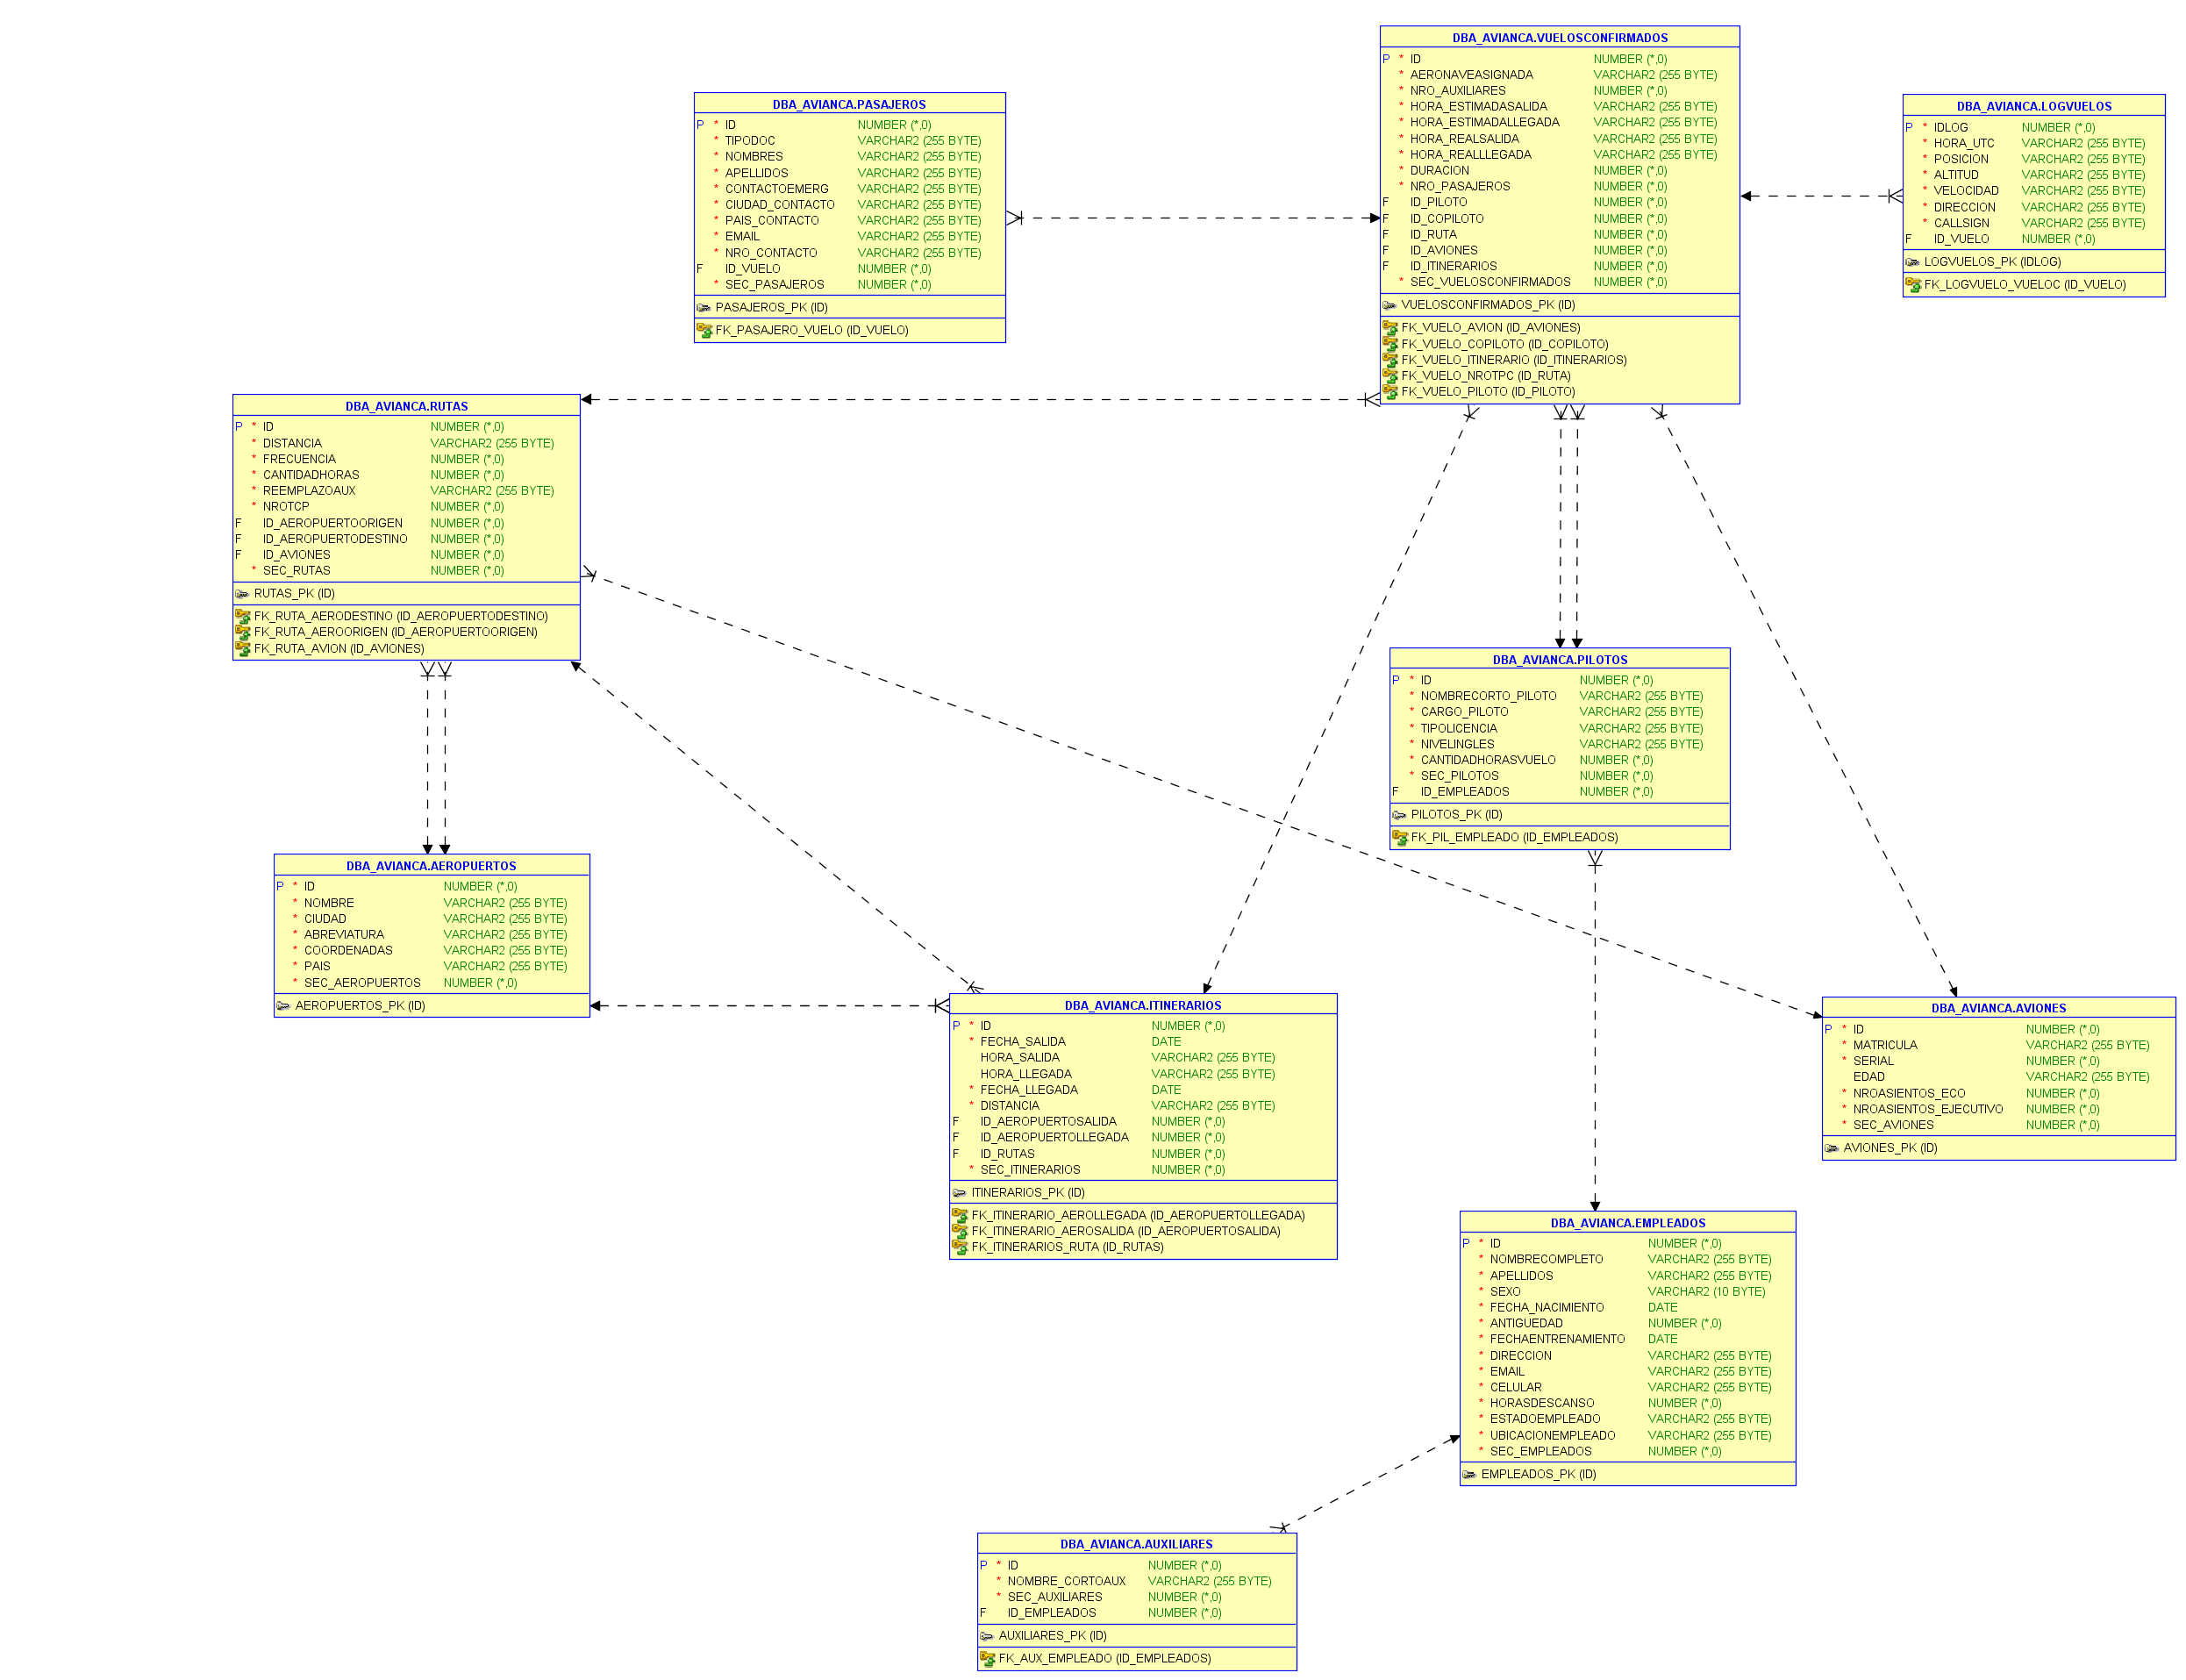 DBA_AVIANCA.VUELOSCONFIRMADOS
P * ID NUMBER (*,0)
* AERONAVEASIGNADA VARCHAR2 (255 BYTE)
* NRO_AUXILIARES NUMBER (*,0)
* HORA_ESTIMADASALIDA VARCHAR2 (255 BYTE)
* HORA_ESTIMADALLEGADA VARCHAR2 (255 BYTE)
* HORA_REALSALIDA VARCHAR2 (255 BYTE)
* HORA_REALLLEGADA VARCHAR2 (255 BYTE)
* DURACION NUMBER (*,0)
* NRO_PASAJEROS NUMBER (*,0)
F ID_PILOTO NUMBER (*,0)
F ID_COPILOTO NUMBER (*,0)
F ID_RUTA NUMBER (*,0)
F ID_AVIONES NUMBER (*,0)
F ID_ITINERARIOS NUMBER (*,0)
* SEC_VUELOSCONFIRMADOS NUMBER (*,0)
VUELOSCONFIRMADOS_PK (ID)
FK_VUELO_AVION (ID_AVIONES)
FK_VUELO_COPILOTO (ID_COPILOTO)
FK_VUELO_ITINERARIO (ID_ITINERARIOS)
FK_VUELO_NROTPC (ID_RUTA)
FK_VUELO_PILOTO (ID_PILOTO)
DBA_AVIANCA.PASAJEROS
P * ID NUMBER (*,0)
* TIPODOC VARCHAR2 (255 BYTE)
* NOMBRES VARCHAR2 (255 BYTE)
* APELLIDOS VARCHAR2 (255 BYTE)
* CONTACTOEMERG VARCHAR2 (255 BYTE)
* CIUDAD_CONTACTO VARCHAR2 (255 BYTE)
* PAIS_CONTACTO VARCHAR2 (255 BYTE)
* EMAIL VARCHAR2 (255 BYTE)
* NRO_CONTACTO VARCHAR2 (255 BYTE)
F ID_VUELO NUMBER (*,0)
* SEC_PASAJEROS NUMBER (*,0)
PASAJEROS_PK (ID)
FK_PASAJERO_VUELO (ID_VUELO)
DBA_AVIANCA.LOGVUELOS
P * IDLOG NUMBER (*,0)
* HORA_UTC VARCHAR2 (255 BYTE)
* POSICION VARCHAR2 (255 BYTE)
* ALTITUD VARCHAR2 (255 BYTE)
* VELOCIDAD VARCHAR2 (255 BYTE)
* DIRECCION VARCHAR2 (255 BYTE)
* CALLSIGN VARCHAR2 (255 BYTE)
F ID_VUELO NUMBER (*,0)
LOGVUELOS_PK (IDLOG)
FK_LOGVUELO_VUELOC (ID_VUELO)
DBA_AVIANCA.RUTAS
P * ID NUMBER (*,0)
* DISTANCIA VARCHAR2 (255 BYTE)
* FRECUENCIA NUMBER (*,0)
* CANTIDADHORAS NUMBER (*,0)
* REEMPLAZOAUX VARCHAR2 (255 BYTE)
* NROTCP NUMBER (*,0)
F ID_AEROPUERTOORIGEN NUMBER (*,0)
F ID_AEROPUERTODESTINO NUMBER (*,0)
F ID_AVIONES NUMBER (*,0)
* SEC_RUTAS NUMBER (*,0)
RUTAS_PK (ID)
FK_RUTA_AERODESTINO (ID_AEROPUERTODESTINO)
FK_RUTA_AEROORIGEN (ID_AEROPUERTOORIGEN)
FK_RUTA_AVION (ID_AVIONES)
DBA_AVIANCA.PILOTOS
P * ID NUMBER (*,0)
* NOMBRECORTO_PILOTO VARCHAR2 (255 BYTE)
* CARGO_PILOTO VARCHAR2 (255 BYTE)
* TIPOLICENCIA VARCHAR2 (255 BYTE)
* NIVELINGLES VARCHAR2 (255 BYTE)
* CANTIDADHORASVUELO NUMBER (*,0)
* SEC_PILOTOS NUMBER (*,0)
F ID_EMPLEADOS NUMBER (*,0)
PILOTOS_PK (ID)
FK_PIL_EMPLEADO (ID_EMPLEADOS)
DBA_AVIANCA.AEROPUERTOS
P * ID NUMBER (*,0)
* NOMBRE VARCHAR2 (255 BYTE)
* CIUDAD VARCHAR2 (255 BYTE)
* ABREVIATURA VARCHAR2 (255 BYTE)
* COORDENADAS VARCHAR2 (255 BYTE)
* PAIS VARCHAR2 (255 BYTE)
* SEC_AEROPUERTOS NUMBER (*,0)
AEROPUERTOS_PK (ID)
DBA_AVIANCA.ITINERARIOS
P * ID NUMBER (*,0)
* FECHA_SALIDA DATE
HORA_SALIDA VARCHAR2 (255 BYTE)
HORA_LLEGADA VARCHAR2 (255 BYTE)
* FECHA_LLEGADA DATE
* DISTANCIA VARCHAR2 (255 BYTE)
F ID_AEROPUERTOSALIDA NUMBER (*,0)
F ID_AEROPUERTOLLEGADA NUMBER (*,0)
F ID_RUTAS NUMBER (*,0)
* SEC_ITINERARIOS NUMBER (*,0)
ITINERARIOS_PK (ID)
FK_ITINERARIO_AEROLLEGADA (ID_AEROPUERTOLLEGADA)
FK_ITINERARIO_AEROSALIDA (ID_AEROPUERTOSALIDA)
FK_ITINERARIOS_RUTA (ID_RUTAS)
DBA_AVIANCA.AVIONES
P * ID NUMBER (*,0)
* MATRICULA VARCHAR2 (255 BYTE)
* SERIAL NUMBER (*,0)
EDAD VARCHAR2 (255 BYTE)
* NROASIENTOS_ECO NUMBER (*,0)
* NROASIENTOS_EJECUTIVO NUMBER (*,0)
* SEC_AVIONES NUMBER (*,0)
AVIONES_PK (ID)
DBA_AVIANCA.EMPLEADOS
P * ID NUMBER (*,0)
* NOMBRECOMPLETO VARCHAR2 (255 BYTE)
* APELLIDOS VARCHAR2 (255 BYTE)
* SEXO VARCHAR2 (10 BYTE)
* FECHA_NACIMIENTO DATE
* ANTIGUEDAD NUMBER (*,0)
* FECHAENTRENAMIENTO DATE
* DIRECCION VARCHAR2 (255 BYTE)
* EMAIL VARCHAR2 (255 BYTE)
* CELULAR VARCHAR2 (255 BYTE)
* HORASDESCANSO NUMBER (*,0)
* ESTADOEMPLEADO VARCHAR2 (255 BYTE)
* UBICACIONEMPLEADO VARCHAR2 (255 BYTE)
* SEC_EMPLEADOS NUMBER (*,0)
EMPLEADOS_PK (ID)
DBA_AVIANCA.AUXILIARES
P * ID NUMBER (*,0)
* NOMBRE_CORTOAUX VARCHAR2 (255 BYTE)
* SEC_AUXILIARES NUMBER (*,0)
F ID_EMPLEADOS NUMBER (*,0)
AUXILIARES_PK (ID)
FK_AUX_EMPLEADO (ID_EMPLEADOS)